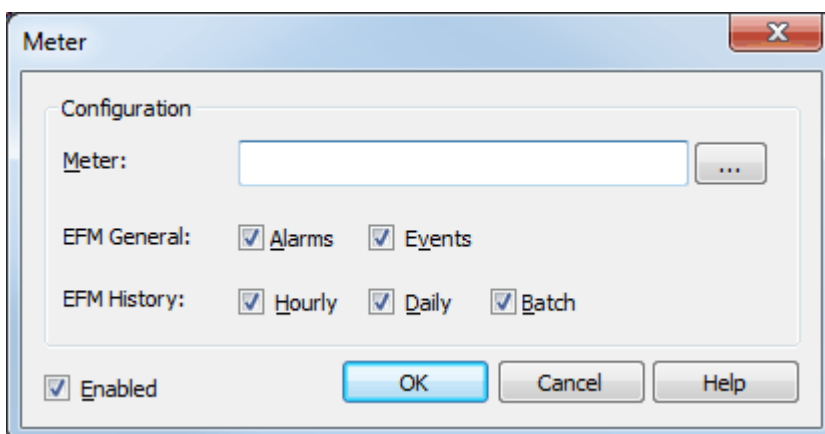 Meter
Configuration
Meter: ...
EFM General: Alarms Events
EFM History: Hourly Daily Batch
Enabled OK Cancel Help